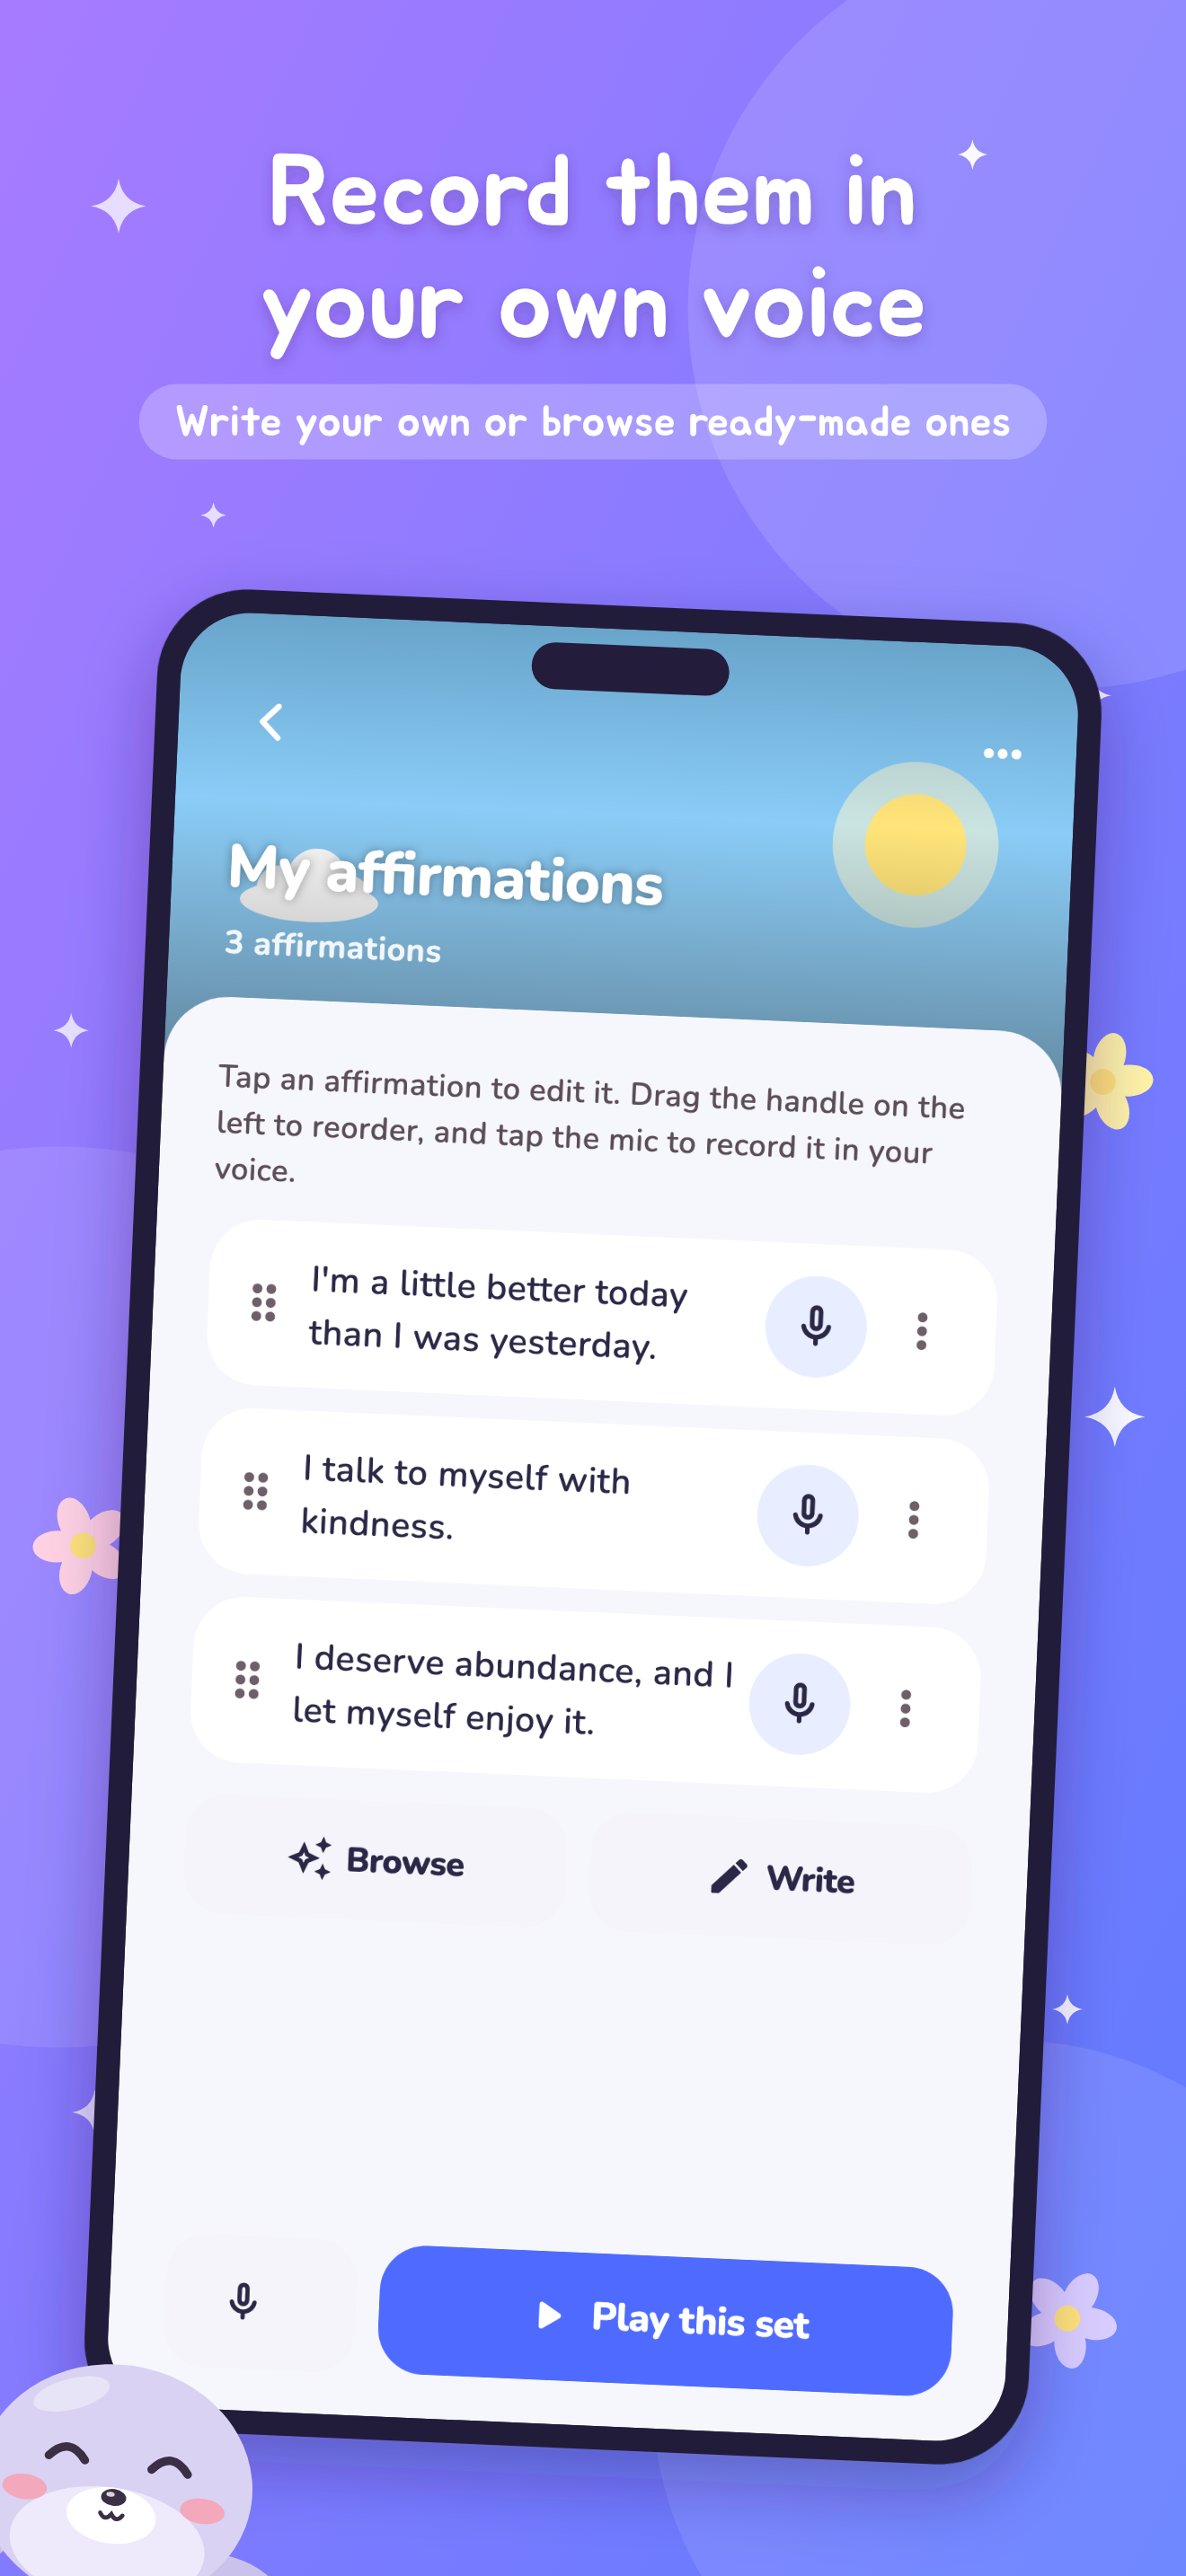 Record them in
your own voice
Write your own or browse ready-made ones
My affirmations
3 affirmations
Tap an affirmation to edit it. Drag the handle on the
left to reorder, and tap the mic to record it in your
voice.
I'm a little better today
than I was yesterday.
I talk to myself with
kindness.
I deserve abundance, and I
let myself enjoy it.
Browse
Write
Play this set